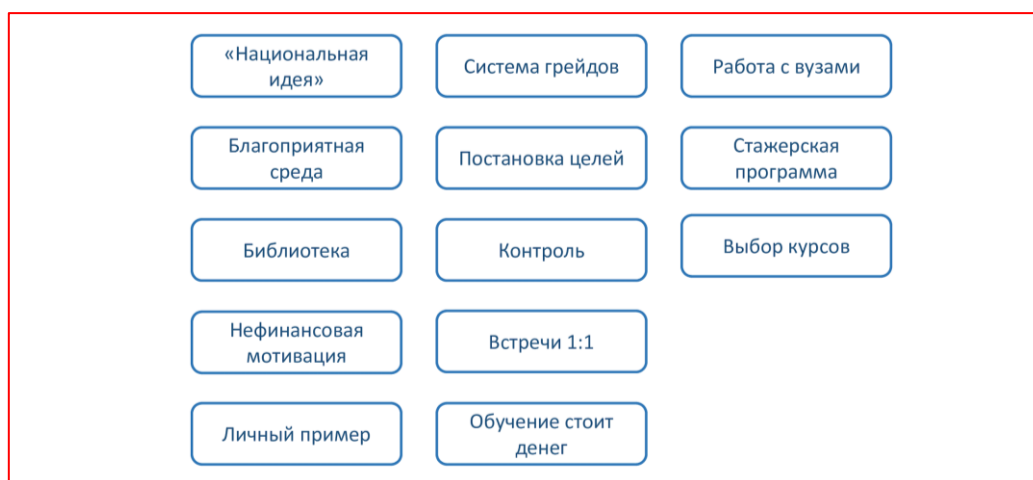 «Национальная
идея»
Система грейдов
Работа с вузами
Благоприятная
среда
Постановка целей
Стажерская
программа
Библиотека
Контроль
Выбор курсов
Нефинансовая
мотивация
Встречи 1:1
Личный пример
Обучение стоит
денег